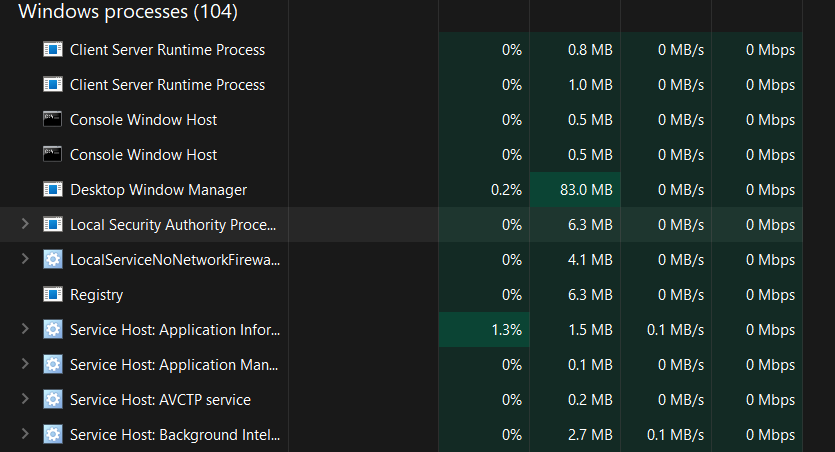 Windows processes (104)
Client Server Runtime Process 0% 0.8 MB 0 MB/s 0 Mbps
Client Server Runtime Process 0% 1.0 MB 0 MB/s 0 Mbps
Console Window Host 0% 0.5 MB 0 MB/s 0 Mbps
Console Window Host 0% 0.5 MB 0 MB/s 0 Mbps
Desktop Window Manager 0.2% 83.0 MB 0 MB/s 0 Mbps
Local Security Authority Proce... 0% 6.3 MB 0 MB/s 0 Mbps
LocalServiceNoNetworkFirewa... 0% 4.1 MB 0 MB/s 0 Mbps
Registry 0% 6.3 MB 0 MB/s 0 Mbps
Service Host: Application Infor... 1.3% 1.5 MB 0.1 MB/s 0 Mbps
Service Host: Application Man... 0% 0.1 MB 0 MB/s 0 Mbps
Service Host: AVCTP service 0% 0.2 MB 0 MB/s 0 Mbps
Service Host: Background Intel... 0% 2.7 MB 0.1 MB/s 0 Mbps